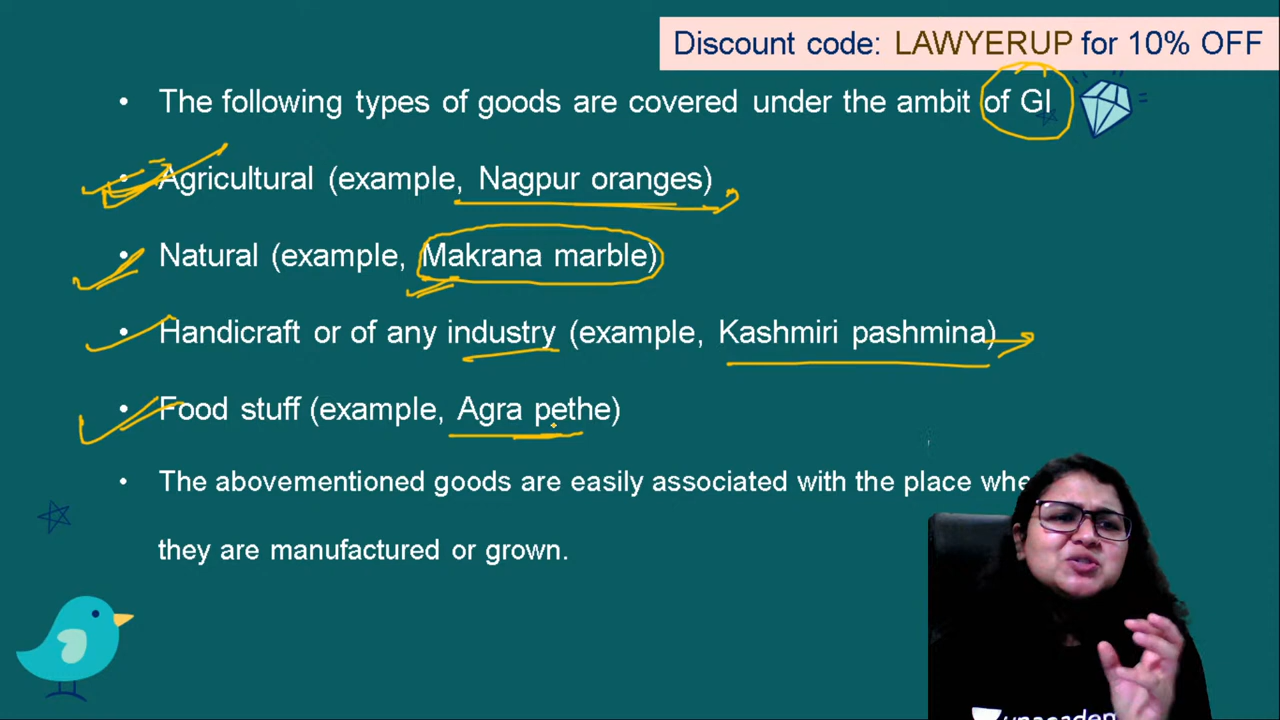 Discount code: LAWYERUP for 10% OFF
• The following types of goods are covered under the ambit of GI
• Agricultural (example, Nagpur oranges)
• Natural (example, Makrana marble)
• Handicraft or of any industry (example, Kashmiri pashmina)
• Food stuff (example, Agra pethe)
• The abovementioned goods are easily associated with the place
they are manufactured or grown.